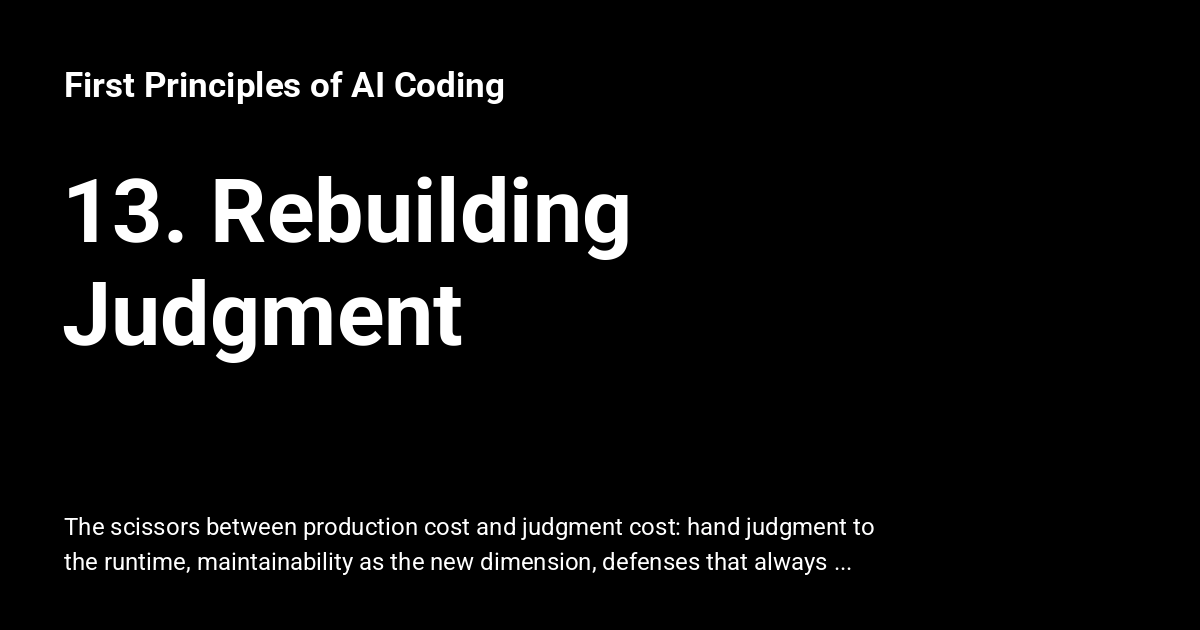 First Principles of AI Coding
13. Rebuilding
Judgment
The scissors between production cost and judgment cost: hand judgment to
the runtime, maintainability as the new dimension, defenses that always ...